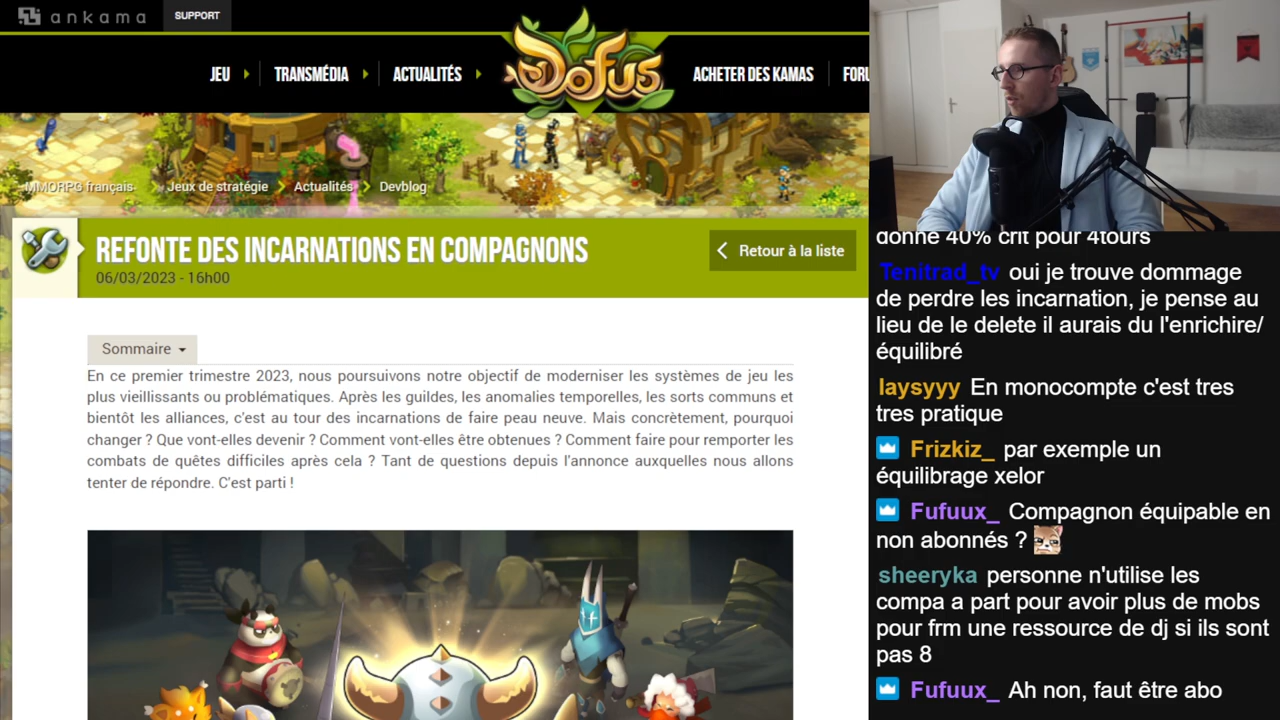 ankama
SUPPORT
JEU
TRANSMÉDIA
ACTUALITÉS
Dofus
ACHETER DES KAMAS
FORU
MMORPG français
Jeux de stratégie
Actualités
Devblog
REFONTE DES INCARNATIONS EN COMPAGNONS
06/03/2023 - 16h00
Retour à la liste
Sommaire
En ce premier trimestre 2023, nous poursuivons notre objectif de moderniser les systèmes de jeu les
plus vieillissants ou problématiques. Après les guildes, les anomalies temporelles, les sorts communs et
bientôt les alliances, c'est au tour des incarnations de faire peau neuve. Mais concrètement, pourquoi
changer ? Que vont-elles devenir ? Comment vont-elles être obtenues ? Comment faire pour remporter les
combats de quêtes difficiles après cela ? Tant de questions depuis l'annonce auxquelles nous allons
tenter de répondre. C'est parti !
donne 40% crit pour 4tours
Tenitrad_tv oui je trouve dommage
de perdre les incarnation, je pense au
lieu de le delete il aurais du l'enrichire/
équilibré
laysyyy En monocompte c'est tres
tres pratique
Frizkiz_ par exemple un
équilibrage xelor
Fufuux_ Compagnon équipable en
non abonnés ?
sheeryka personne n'utilise les
compa a part pour avoir plus de mobs
pour frm une ressource de dj si ils sont
pas 8
Fufuux_ Ah non, faut être abo